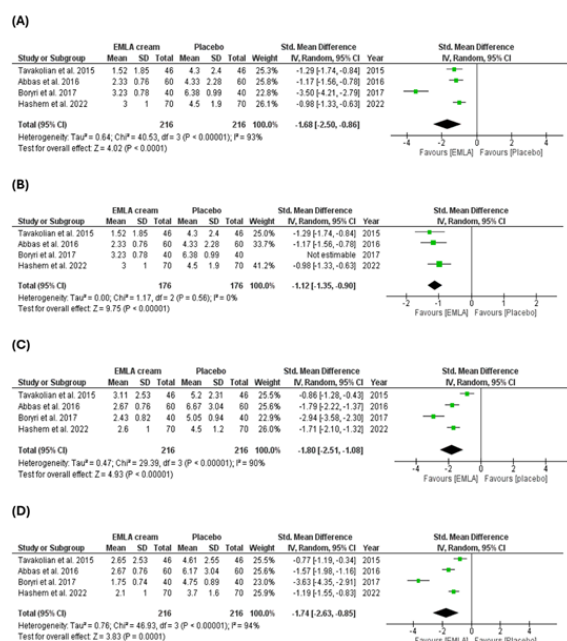 (A)
EMLA cream Placebo Std. Mean Difference Std. Mean Difference
Study or Subgroup Mean SD Total Mean SD Total Weight IV, Random, 95% CI Year IV, Random, 95% CI
Tavakolian et al. 2015 1.52 1.85 46 4.3 2.4 46 25.3% -1.29 [-1.74, -0.84] 2015
Abbas et al. 2016 2.33 0.76 60 4.33 2.28 60 25.8% -1.17 [-1.56, -0.78] 2016
Boryri et al. 2017 3.23 0.78 40 6.38 0.99 40 22.8% -3.50 [-4.21, -2.79] 2017
Hashem 2022 3 1 70 4.5 1.9 70 26.1% -0.98 [-1.33, -0.63] 2022
Total (95% CI) 216 216 100.0% -1.68 [-2.50, -0.86]
Heterogeneity: Tau² = 0.64; Chi² = 40.53, df = 3 (P < 0.00001); I² = 93%
Test for overall effect: Z = 4.02 (P < 0.0001)
-4 -2 0 2 4
Favours [EMLA] Favours [Placebo]
(B)
EMLA cream Placebo Std. Mean Difference Std. Mean Difference
Study or Subgroup Mean SD Total Mean SD Total Weight IV, Random, 95% CI Year IV, Random, 95% CI
Tavakolian et al. 2015 1.52 1.85 46 4.3 2.4 46 25.0% -1.29 [-1.74, -0.84] 2015
Abbas et al. 2016 2.33 0.76 60 4.33 2.28 60 33.7% -1.17 [-1.56, -0.78] 2016
Boryri et al. 2017 3.23 0.78 40 6.38 0.99 40 Not estimable 2017
Hashem et al. 2022 3 1 70 4.5 1.9 70 41.2% -0.98 [-1.33, -0.63] 2022
Total (95% CI) 176 176 100.0% -1.12 [-1.35, -0.90]
Heterogeneity: Tau² = 0.00; Chi² = 1.17, df = 2 (P = 0.56); I² = 0%
Test for overall effect: Z = 9.75 (P < 0.00001)
-2 -1 0 1 2
Favours [EMLA] Favours [Placebo]
(C)
EMLA cream Placebo Std. Mean Difference Std. Mean Difference
Study or Subgroup Mean SD Total Mean SD Total Weight IV, Random, 95% CI Year IV, Random, 95% CI
Tavakolian et al. 2015 3.11 2.53 46 5.2 2.31 46 25.5% -0.86 [-1.28, -0.43] 2015
Abbas et al. 2016 2.67 0.76 60 6.67 3.04 60 25.6% -1.79 [-2.22, -1.37] 2016
Boryri et al. 2017 2.43 0.82 40 5.05 0.94 40 -2.94 [-3.58, -2.30] 2017
Hashem et al. 2022 2.6 1 70 4.5 1.2 70 -1.71 [-2.10, -1.32] 2022
Total (95% CI) 216 216 100.0% -1.80 [-2.51, -1.08]
Heterogeneity: Tau² = 0.47; Chi² = 29.39, df = 3 (P < 0.00001); I² = 90%
Test for overall effect: Z = 4.93 (P < 0.00001)
-4 -2 0 2 4
Favours [EMLA] Favours [placebo]
(D)
EMLA cream Placebo Std. Mean Difference Std. Mean Difference
Study or Subgroup Mean SD Total Mean SD Total Weight IV, Random, 95% CI Year IV, Random, 95% CI
Tavakolian et al. 2015 2.65 2.53 46 4.61 2.55 46 25.5% -0.77 [-1.19, -0.34] 2015
Abbas et al. 2016 2.67 0.76 60 6.17 3.04 60 25.5% -1.57 [-1.98, -1.16] 2016
Boryri et al. 2017 1.75 0.74 40 4.75 0.89 40 23.0% -3.63 [-4.35, -2.91] 2017
Hashem et al. 2022 2.1 1 70 3.7 1.6 70 -1.19 [-1.55, -0.83] 2022
Total (95% CI) 216 216 100.0% -1.74 [-2.63, -0.85]
Heterogeneity: Tau² = 0.76; Chi² = 46.93, df = 3 (P < 0.00001); I² = 94%
Test for overall effect: Z = 3.83 (P = 0.0001)
-4 -2 0 2 4
Favours [EMLA] Favours [Placebo]